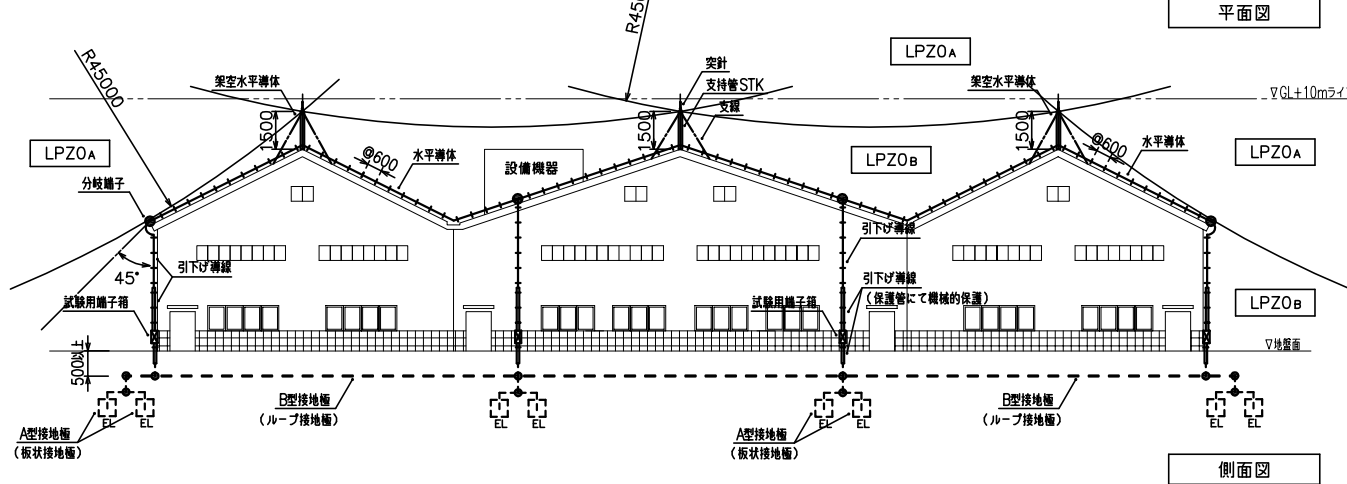 平面図
R4500
LPZ0A
突針
架空水平導体
支持管STK
架空水平導体
支線
▽GL+10mライン
R45000
1500
1500
1500
LPZ0A
@600
水平導体
設備機器
LPZ0B
@600
水平導体
LPZ0A
分岐端子
引下げ導線
45°
引下げ導線
試験用端子箱
試験用端子箱
引下げ導線
(保護管にて機械的保護)
LPZ0B
500以上
▽地盤面
B型接地極
(ループ接地極)
B型接地極
(ループ接地極)
EL
EL
EL
EL
EL
EL
EL
EL
A型接地極
(板状接地極)
A型接地極
(板状接地極)
側面図